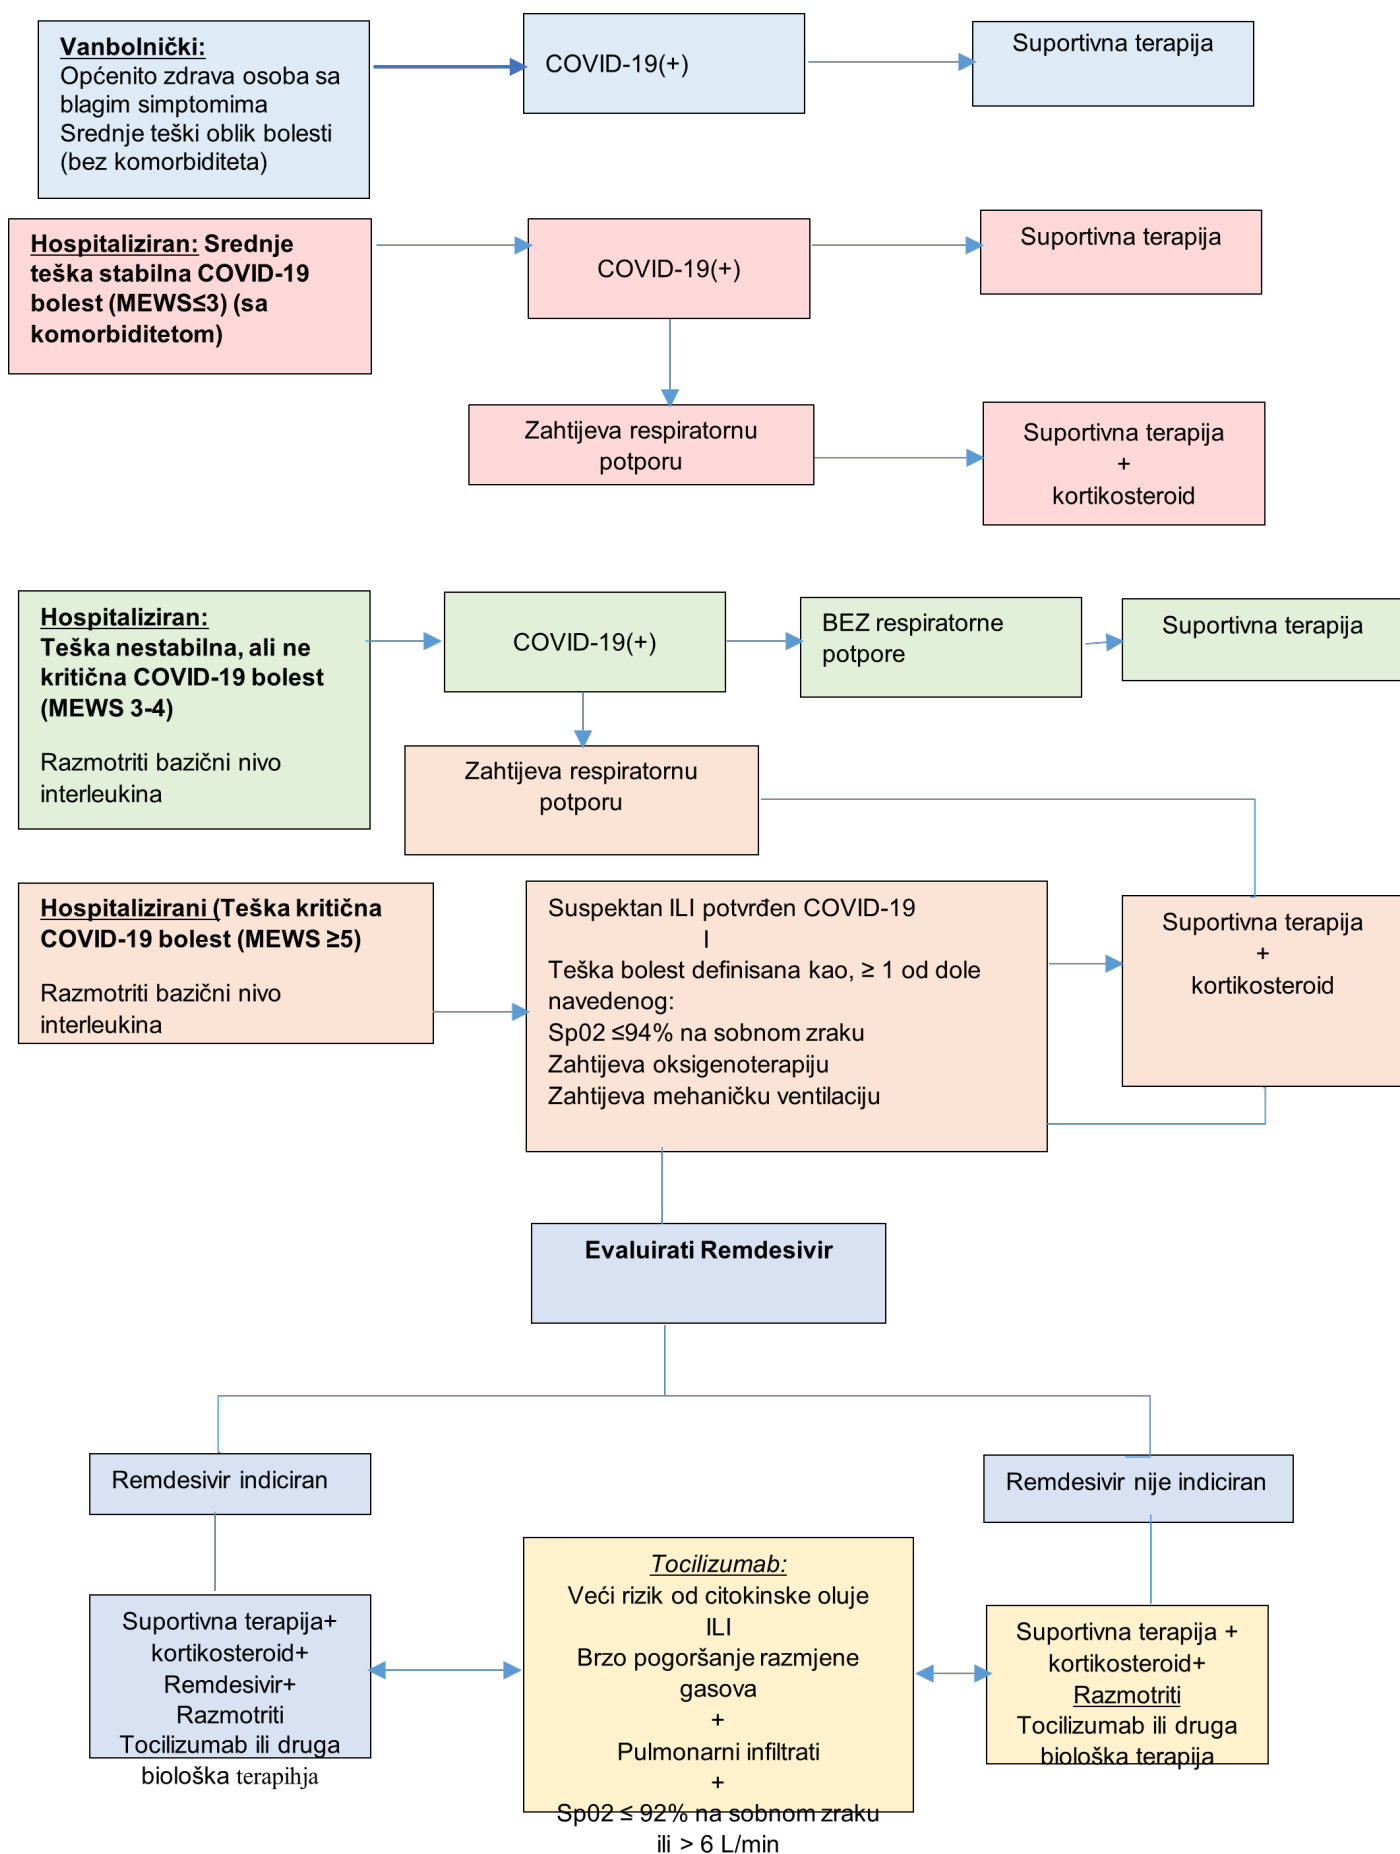 Vanbolnički:
Općenito zdrava osoba sa
blagim simptomima
Srednje teški oblik bolesti
(bez komorbiditeta)
COVID-19(+)
Suportivna terapija
Hospitaliziran: Srednje
teška stabilna COVID-19
bolest (MEWS≤3) (sa
komorbiditetom)
COVID-19(+)
Suportivna terapija
Zahtijeva respiratornu
potporu
Suportivna terapija
+
kortikosteroid
Hospitaliziran:
Teška nestabilna, ali ne
kritična COVID-19 bolest
(MEWS 3-4)
Razmotriti bazični nivo
interleukina
COVID-19(+)
BEZ respiratorne
potpore
Suportivna terapija
Zahtijeva respiratornu
potporu
Hospitalizirani (Teška kritična
COVID-19 bolest (MEWS ≥5)
Razmotriti bazični nivo
interleukina
Suspektan ILI potvrđen COVID-19
I
Teška bolest definisana kao, ≥ 1 od dole
navedenog:
Sp02 ≤94% na sobnom zraku
Zahtijeva oksigenoterapiju
Zahtijeva mehaničku ventilaciju
Suportivna terapija
+
kortikosteroid
Evaluirati Remdesivir
Remdesivir indiciran
Remdesivir nije indiciran
Suportivna terapija+
kortikosteroid+
Remdesivir+
Razmotriti
Tocilizumab ili druga
biološka terapihja
Tocilizumab:
Veći rizik od citokinske oluje
ILI
Brzo pogoršanje razmjene
gasova
+
Pulmonarni infiltrati
+
Sp02 ≤ 92% na sobnom zraku
ili > 6 L/min
Suportivna terapija +
kortikosteroid+
Razmotriti
Tocilizumab ili druga
biološka terapija